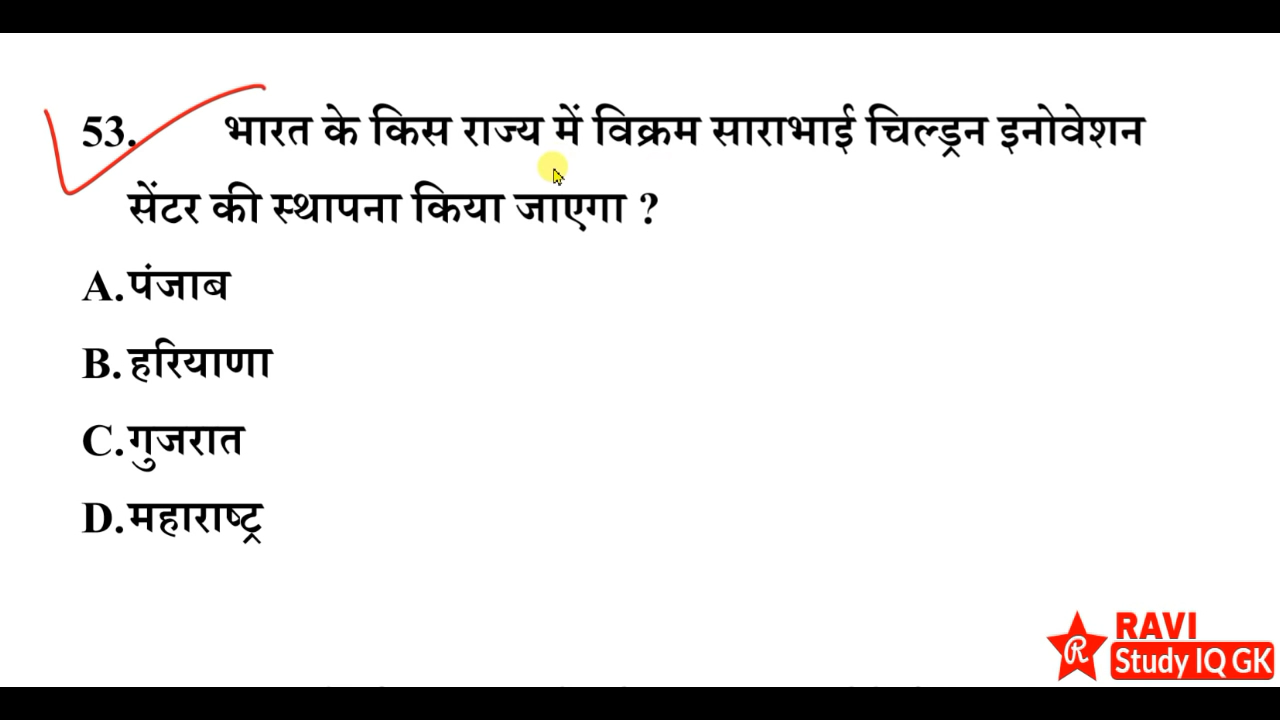 53. भारत के किस राज्य में विक्रम साराभाई चिल्ड्रन इनोवेशन
सेंटर की स्थापना किया जाएगा ?
A. पंजाब
B. हरियाणा
C. गुजरात
D. महाराष्ट्र
R RAVI
Study IQ GK